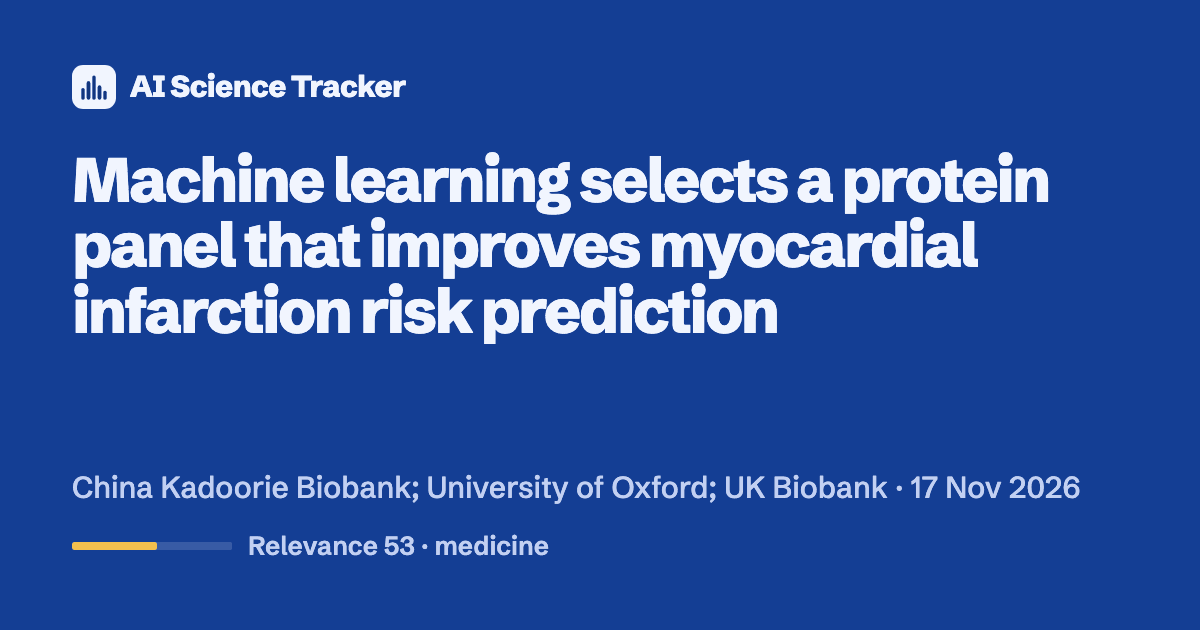 AI Science Tracker
Machine learning selects a protein
panel that improves myocardial
infarction risk prediction
China Kadoorie Biobank; University of Oxford; UK Biobank · 17 Nov 2026
Relevance 53 · medicine